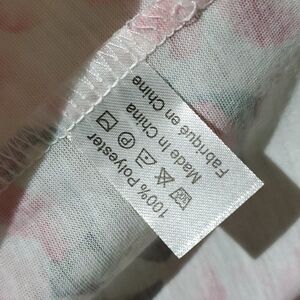 100% Polyester
Made in China
Fabriqué en Chine